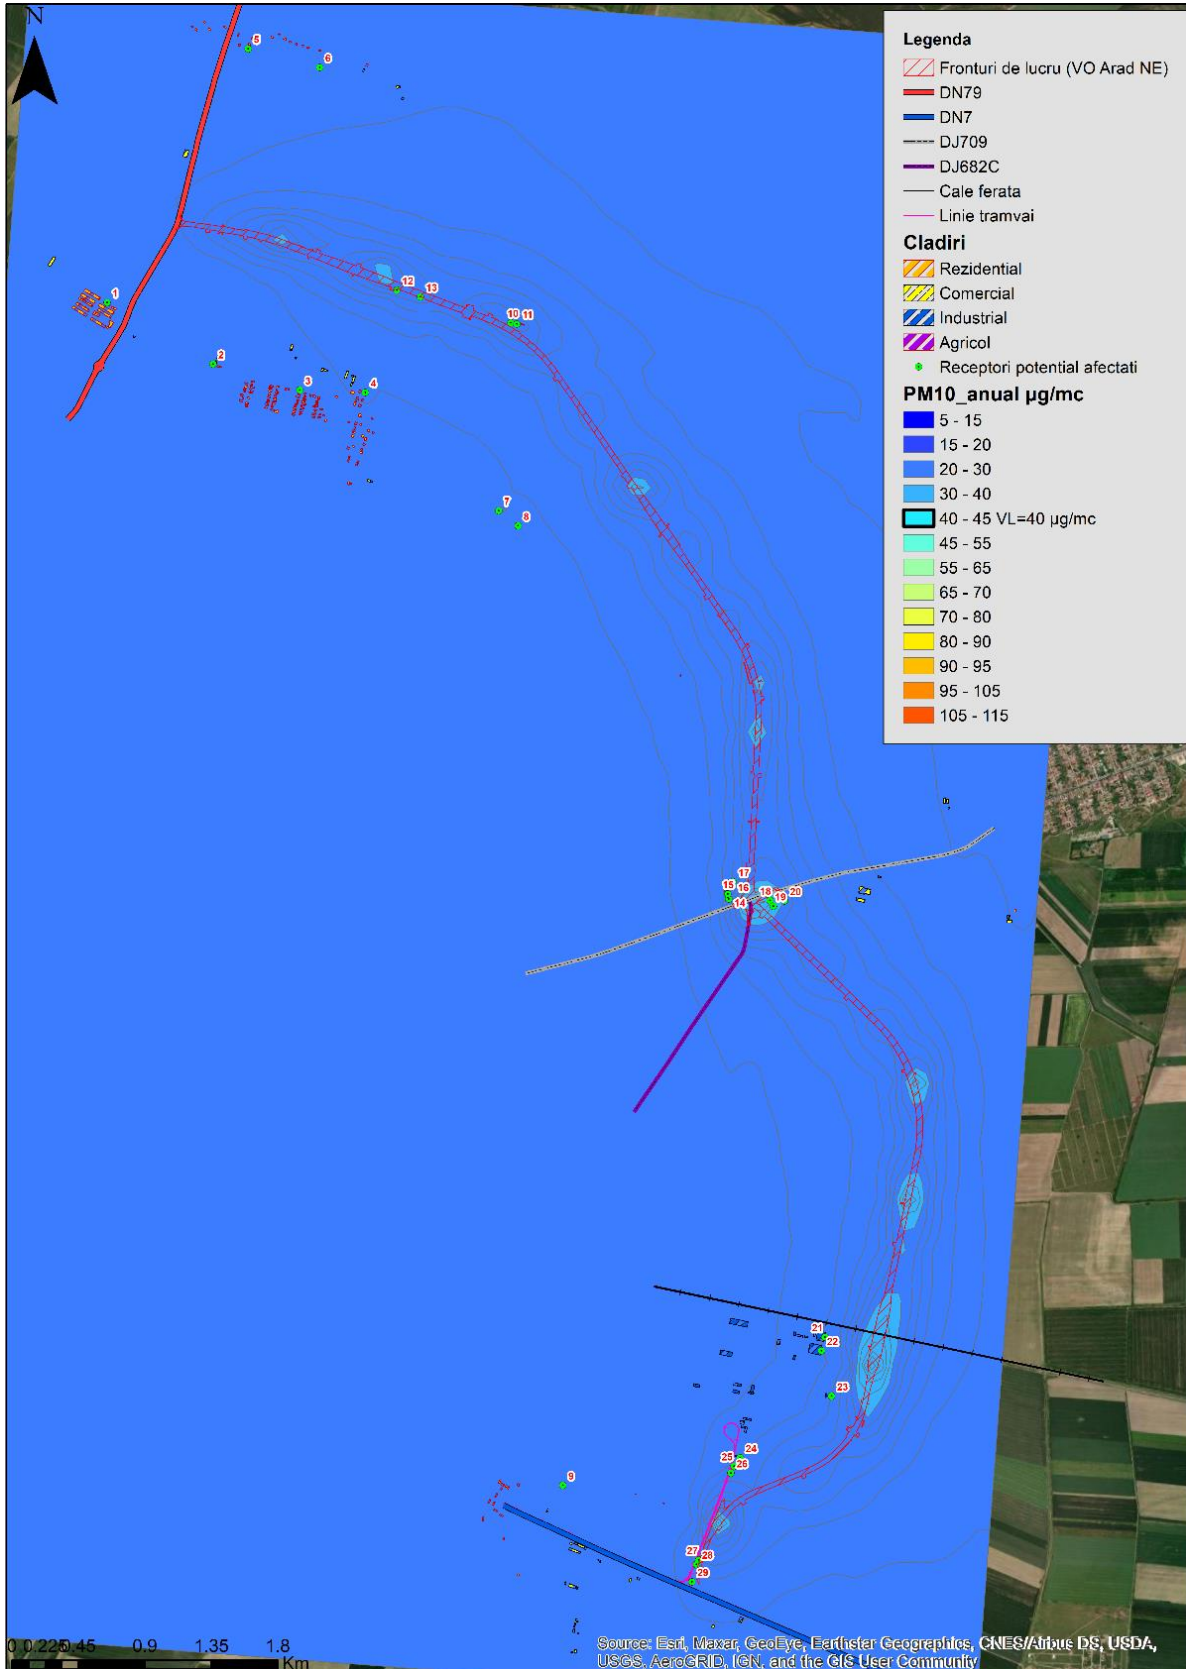 N
Legenda
Fronturi de lucru (VO Arad NE)
DN79
DN7
DJ709
DJ682C
Cale ferata
Linie tramvai
Cladiri
Rezidential
Comercial
Industrial
Agricol
Receptori potential afectati
PM10_anual µg/mc
5 - 15
15 - 20
20 - 30
30 - 40
40 - 45 VL=40 µg/mc
45 - 55
55 - 65
65 - 70
70 - 80
80 - 90
90 - 95
95 - 105
105 - 115
5
6
1
12
13
10
11
2
3
4
7
8
17
15
16
18
20
14
19
21
22
23
24
25
26
9
27
28
29
0 0.225 0.45 0.9 1.35 1.8
Km
Source: Esri, Maxar, GeoEye, Earthstar Geographics, CNES/Airbus DS, USDA,
USGS, AeroGRID, IGN, and the GIS User Community